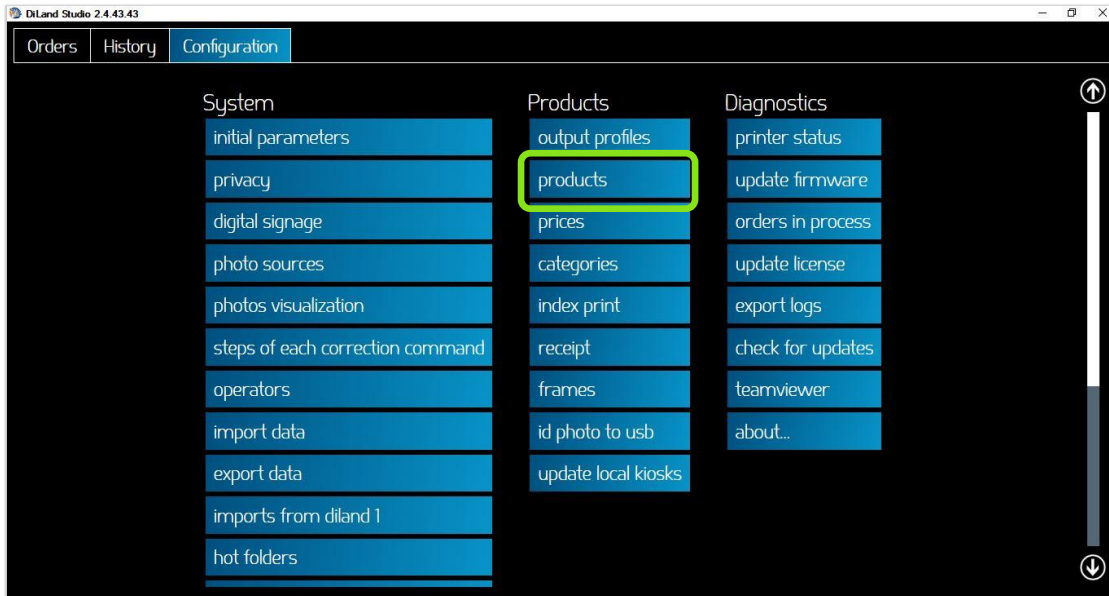 DiLand Studio 2.4.43.43
Orders
History
Configuration
System
initial parameters
privacy
digital signage
photo sources
photos visualization
steps of each correction command
operators
import data
export data
imports from diland 1
hot folders
Products
output profiles
products
prices
categories
index print
receipt
frames
id photo to usb
update local kiosks
Diagnostics
printer status
update firmware
orders in process
update license
export logs
check for updates
teamviewer
about...